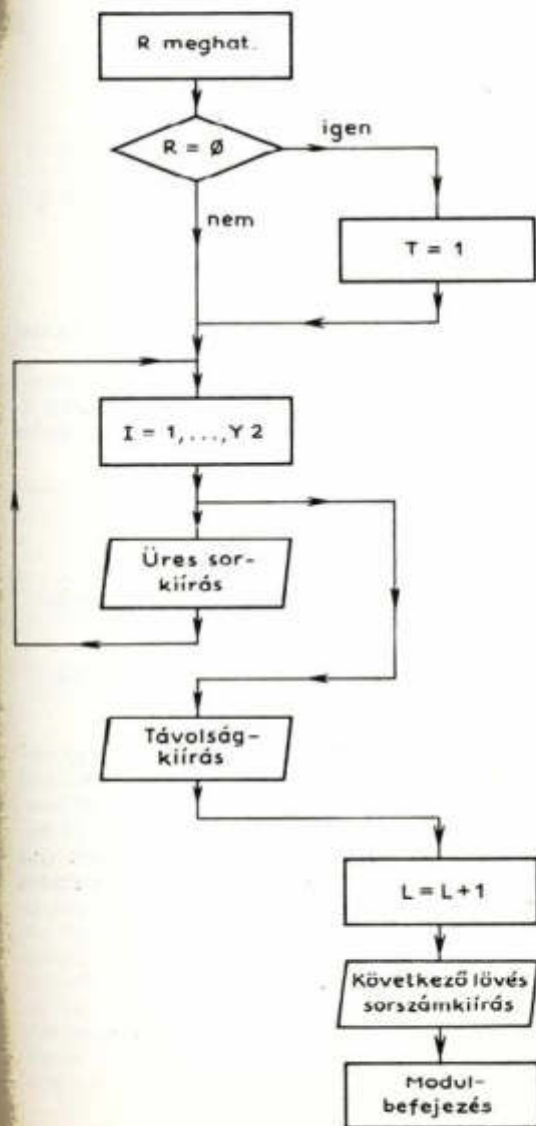 R meghat.
R = Ø
igen
nem
T = 1
I = 1,...,Y 2
Üres sor-
kiírás
Távolság-
kiírás
L = L + 1
Következő lövés
sorszámkiírás
Modul-
befejezés